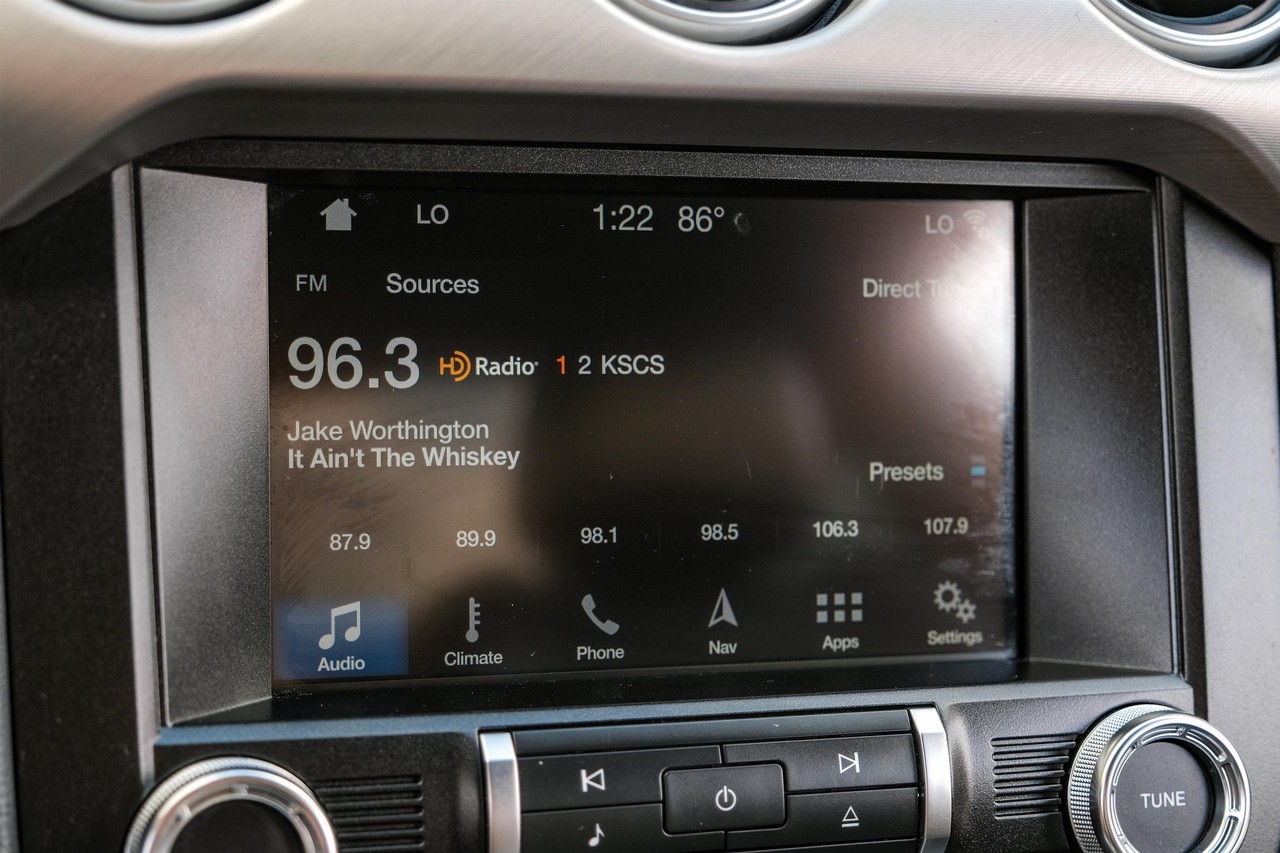 LO 1:22 86° LO
FM Sources Direct Tune
96.3 HD Radio 1 2 KSCS
Jake Worthington
It Ain't The Whiskey
Presets
87.9 89.9 98.1 98.5 106.3 107.9
Audio Climate Phone Nav Apps Settings
TUNE